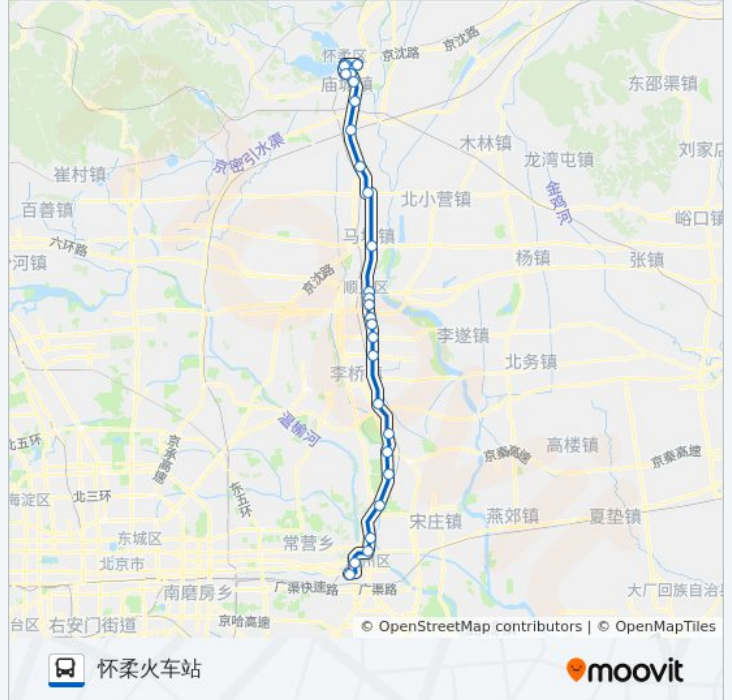 怀柔区
京沈路
京沈路
庙城镇
东邵渠镇
木林镇
刘家店
京密引水渠
龙湾屯镇
崔村镇
金鸡河
北小营镇
百善镇
峪口镇
马坡镇
六环路
沙河镇
杨镇
张镇
京沈路
顺义区
李遂镇
李桥
北务镇
温榆河
北五环
京承高速
高楼镇
京秦高速
京秦高速
海淀区
北三环
东五环
宋庄镇
燕郊镇
夏垫镇
东城区
常营乡
北京市
州区
南磨房乡
广渠快速路
广渠路
大厂回族自治
台区
右安门街道
京哈高速
© OpenStreetMap contributors | © OpenMapTiles
怀柔火车站
moovit